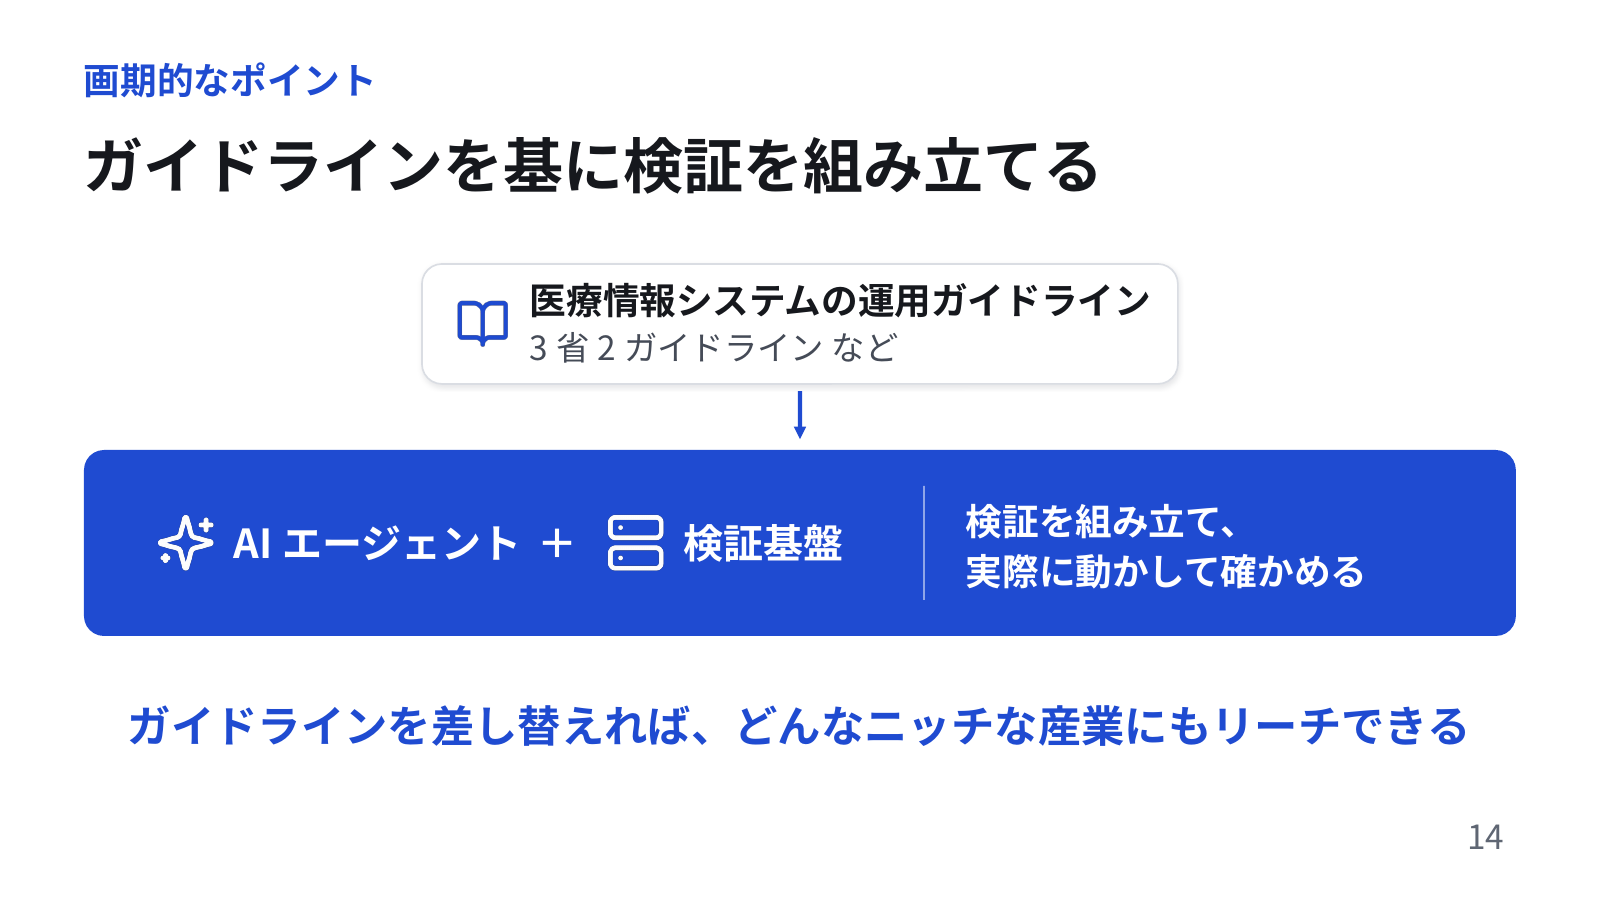 画期的なポイント
ガイドラインを基に検証を組み立てる
医療情報システムの運用ガイドライン
3 省 2 ガイドライン など
AI エージェント + 検証基盤
検証を組み立て、
実際に動かして確かめる
ガイドラインを差し替えれば、どんなニッチな産業にもリーチできる
14